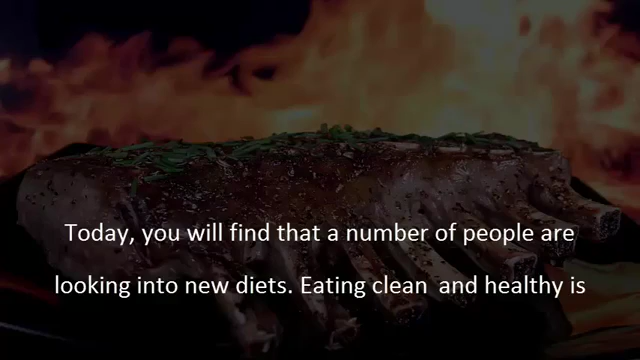 Today, you will find that a number of people are
looking into new diets. Eating clean and healthy is